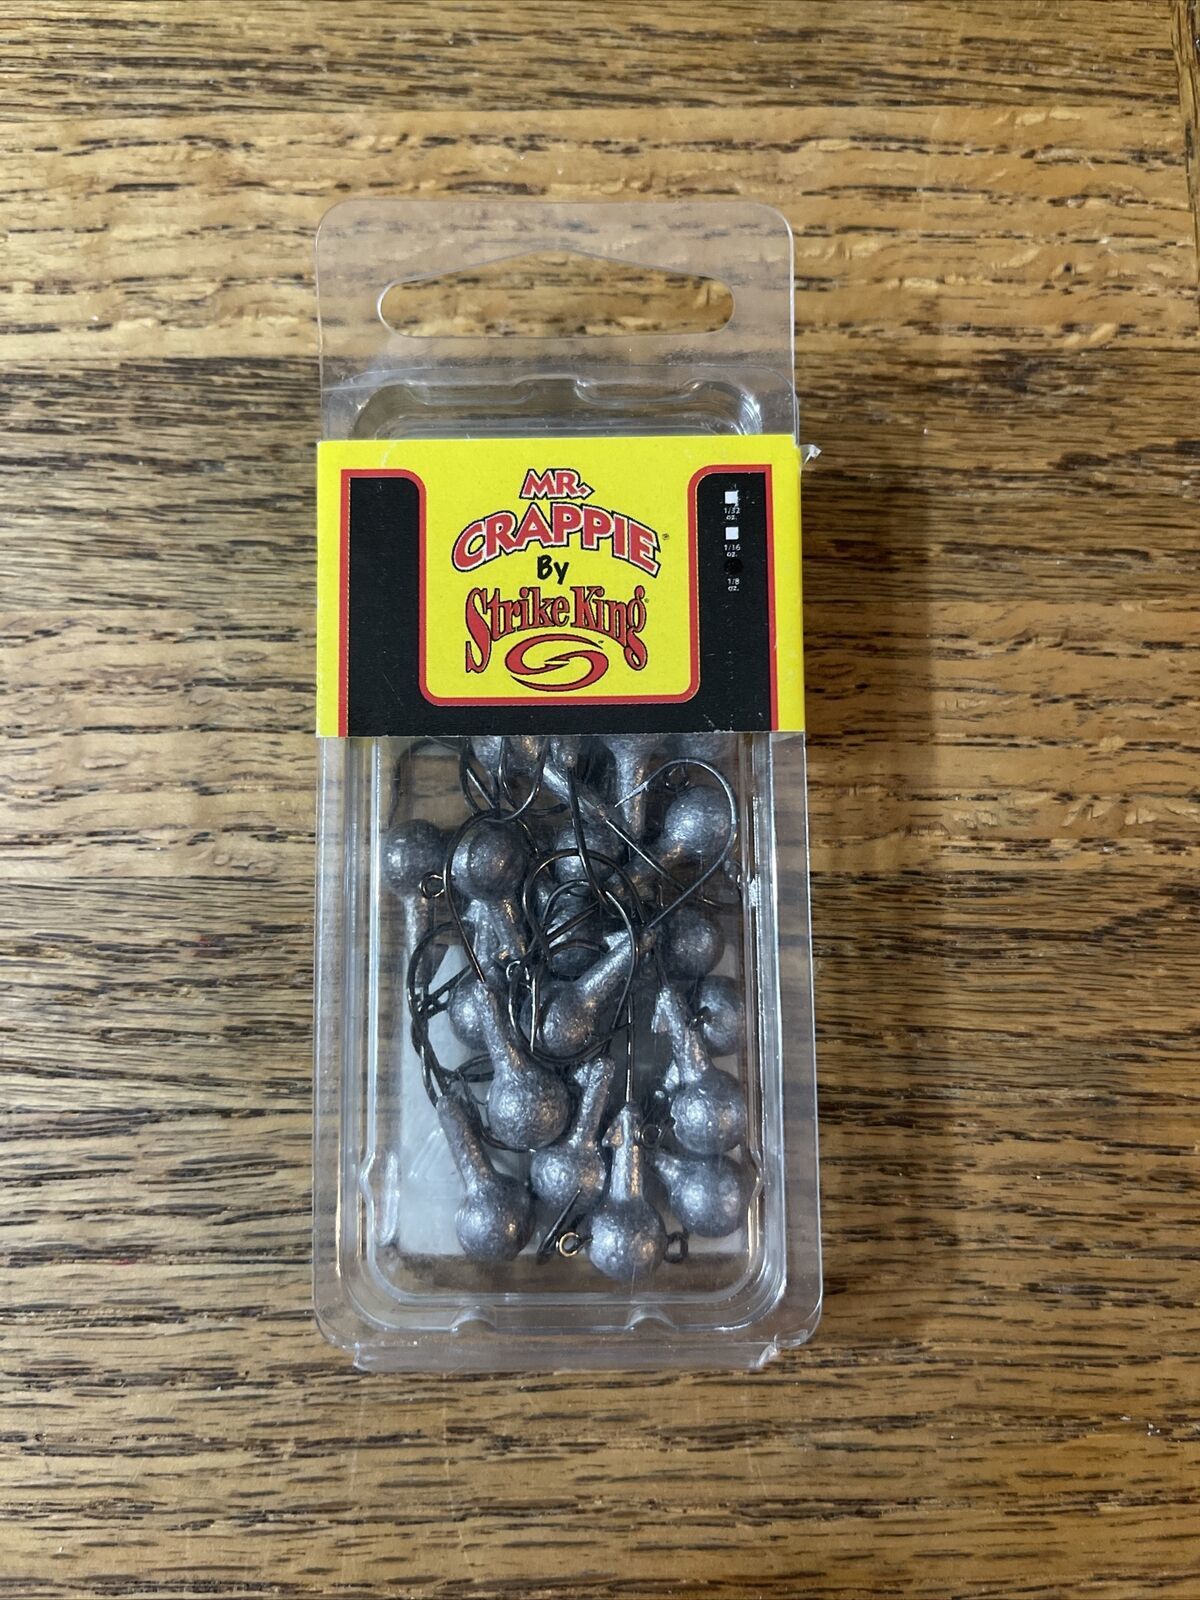 MR.
CRAPPIE®
By
Strike King®
1/32
oz.
1/16
oz.
1/8
oz.